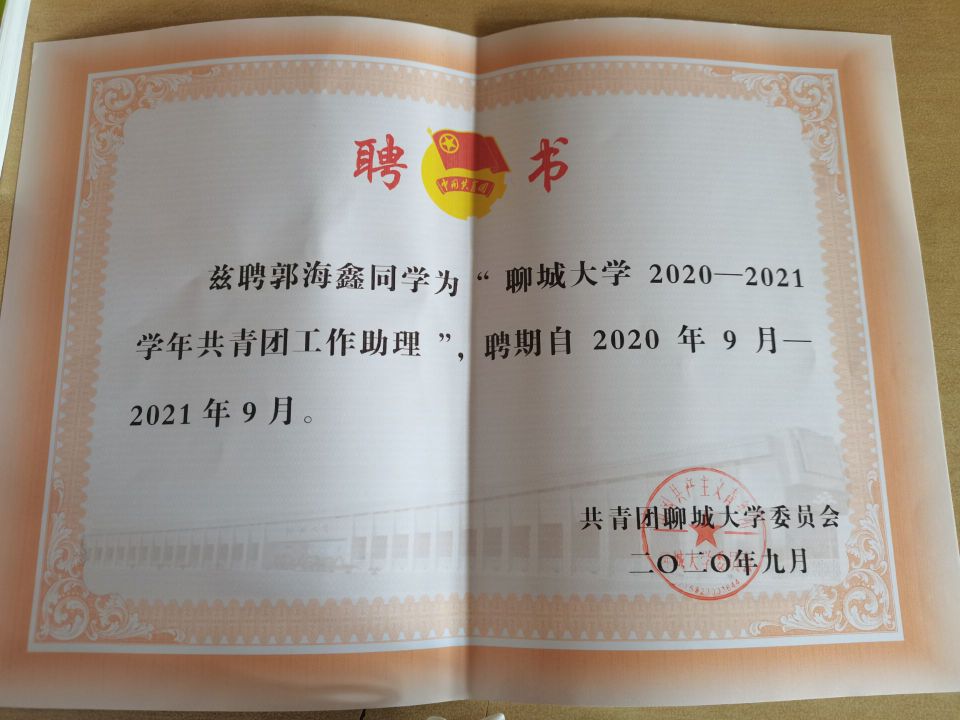 聘书
中国共青团
兹聘郭海鑫同学为“聊城大学 2020—2021
学年共青团工作助理”，聘期自 2020 年 9 月—
2021 年 9 月。
共青团聊城大学委员会
二〇二〇年九月